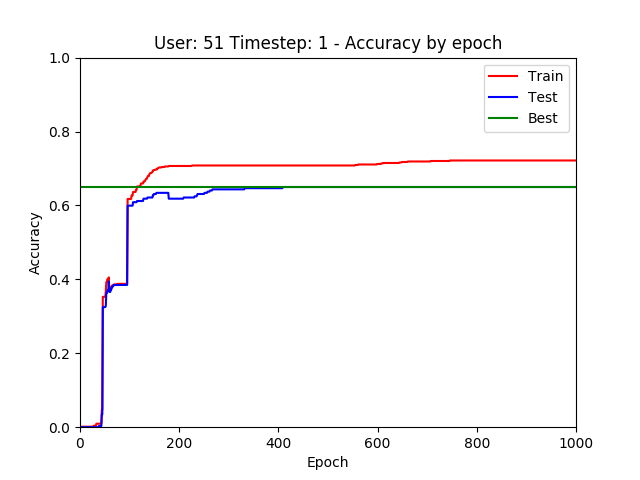 User: 51 Timestep: 1 - Accuracy by epoch
1.0
0.8
0.6
0.4
0.2
0.0
Accuracy
Train
Test
Best
0 200 400 600 800 1000
Epoch